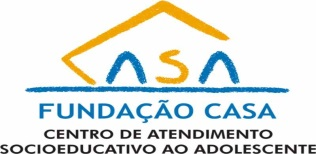 CASA
FUNDAÇÃO CASA
CENTRO DE ATENDIMENTO
SOCIOEDUCATIVO AO ADOLESCENTE